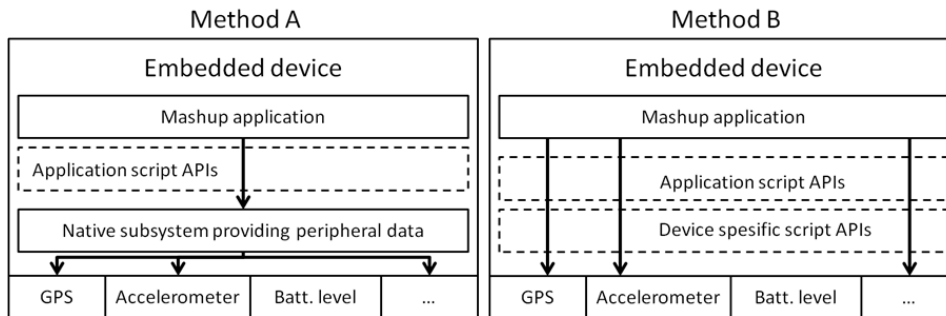 Method A
Embedded device
Mashup application
Application script APIs
Native subsystem providing peripheral data
GPS Accelerometer Batt. level ...
Method B
Embedded device
Mashup application
Application script APIs
Device spesific script APIs
GPS Accelerometer Batt. level ...